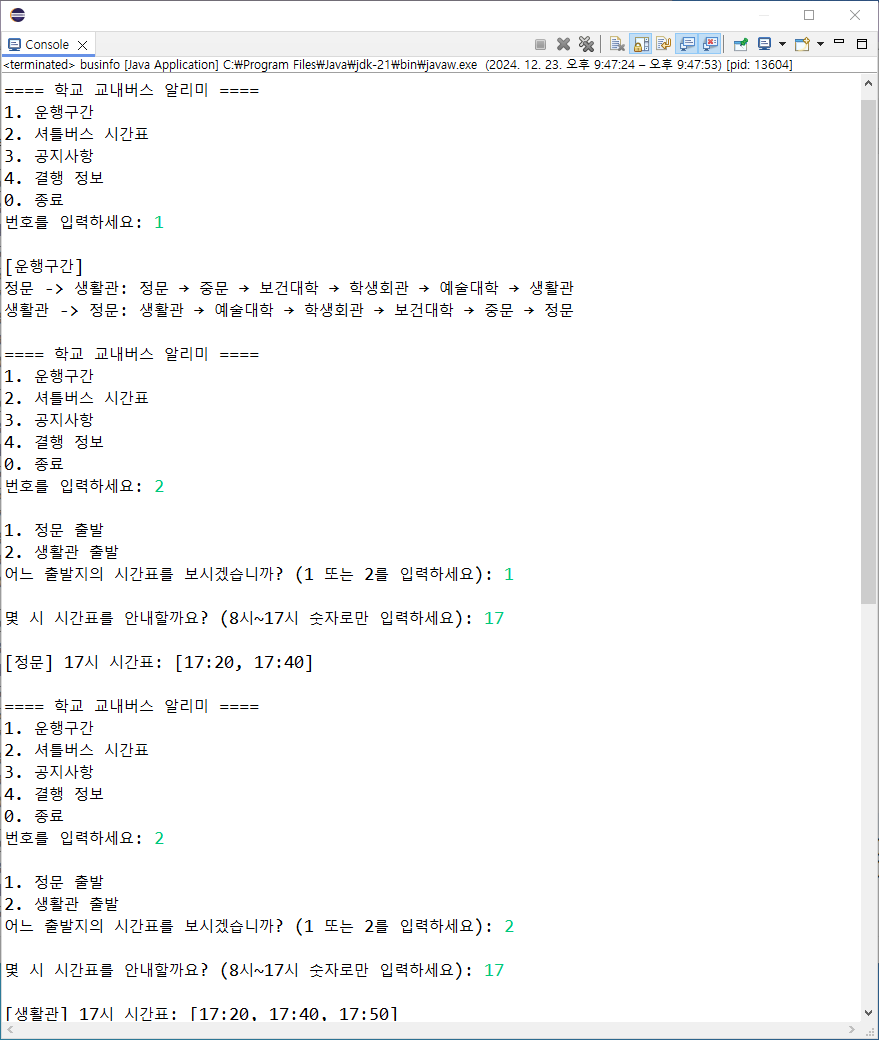 Console
<terminated> businfo [Java Application] C:₩Program Files₩Java₩jdk-21₩bin₩javaw.exe  (2024. 12. 23. 오후 9:47:24 – 오후 9:47:53) [pid: 13604]
==== 학교 교내버스 알리미 ====
1. 운행구간
2. 셔틀버스 시간표
3. 공지사항
4. 결행 정보
0. 종료
번호를 입력하세요: 1
[운행구간]
정문 -> 생활관: 정문 → 중문 → 보건대학 → 학생회관 → 예술대학 → 생활관
생활관 -> 정문: 생활관 → 예술대학 → 학생회관 → 보건대학 → 중문 → 정문
==== 학교 교내버스 알리미 ====
1. 운행구간
2. 셔틀버스 시간표
3. 공지사항
4. 결행 정보
0. 종료
번호를 입력하세요: 2
1. 정문 출발
2. 생활관 출발
어느 출발지의 시간표를 보시겠습니까? (1 또는 2를 입력하세요): 1
몇 시 시간표를 안내할까요? (8시~17시 숫자로만 입력하세요): 17
[정문] 17시 시간표: [17:20, 17:40]
==== 학교 교내버스 알리미 ====
1. 운행구간
2. 셔틀버스 시간표
3. 공지사항
4. 결행 정보
0. 종료
번호를 입력하세요: 2
1. 정문 출발
2. 생활관 출발
어느 출발지의 시간표를 보시겠습니까? (1 또는 2를 입력하세요): 2
몇 시 시간표를 안내할까요? (8시~17시 숫자로만 입력하세요): 17
[생활관] 17시 시간표: [17:20, 17:40, 17:50]